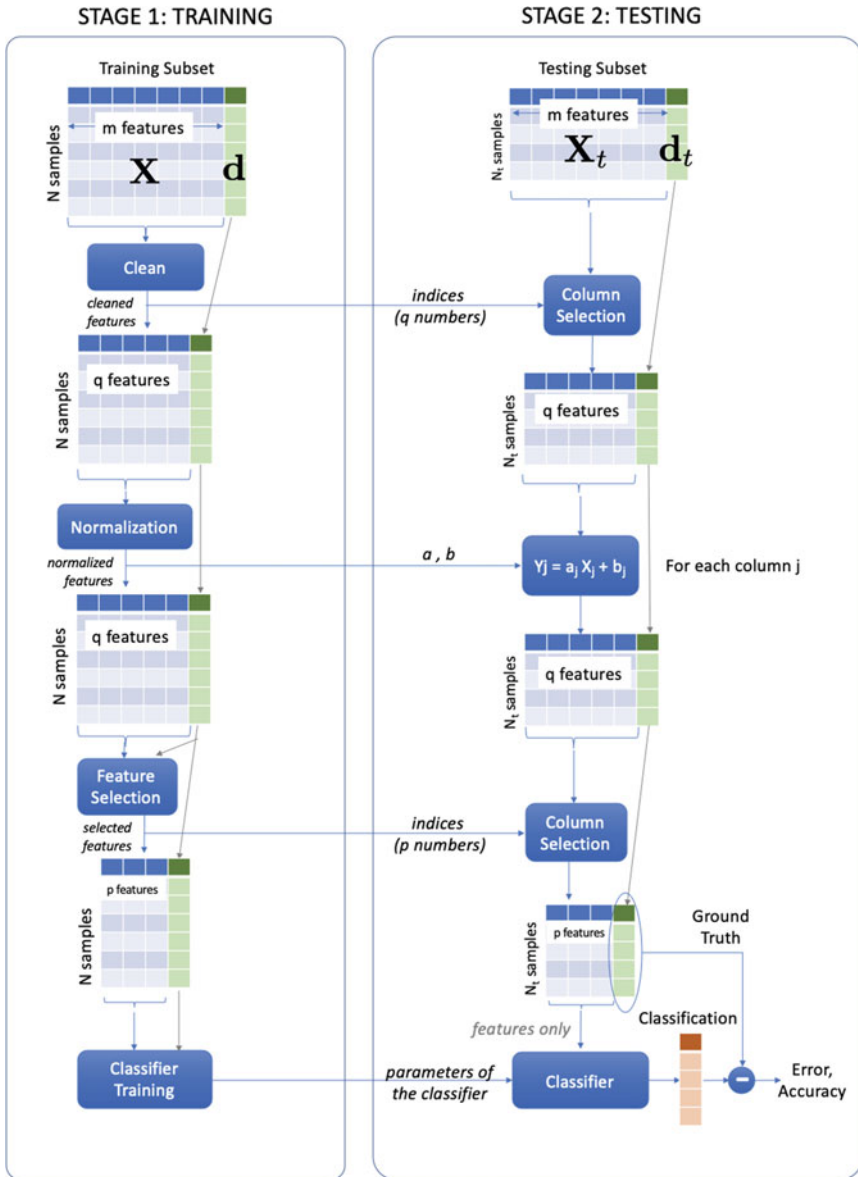 STAGE 1: TRAINING
Training Subset
m features
N samples
X
d
Clean
cleaned
features
q features
N samples
Normalization
normalized
features
q features
N samples
Feature
Selection
selected
features
p features
N samples
Classifier
Training
indices
(q numbers)
a , b
indices
(p numbers)
parameters of
the classifier
STAGE 2: TESTING
Testing Subset
m features
Nt samples
Xt
dt
Column
Selection
q features
Nt samples
Yj = aj Xj + bj
For each column j
q features
Nt samples
Column
Selection
p features
Nt samples
Ground
Truth
features only
Classification
Classifier
Error,
Accuracy